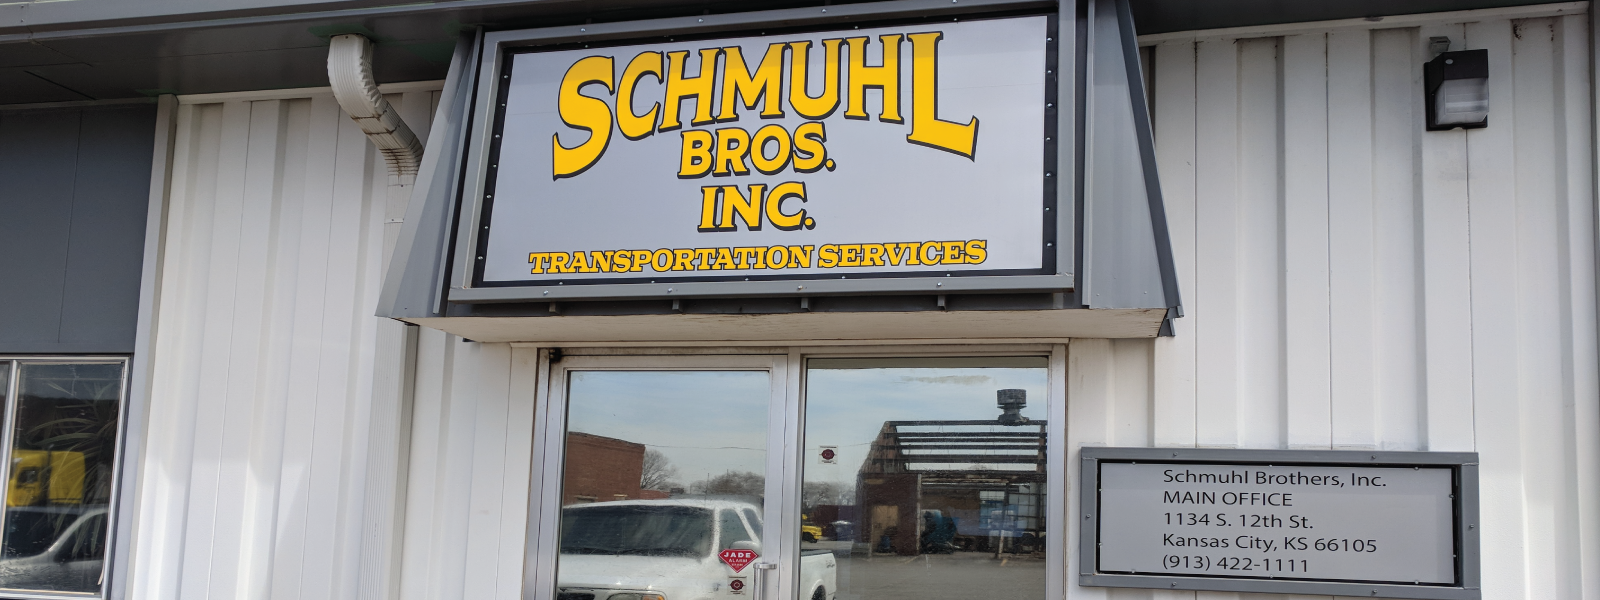 SCHMUHL
BROS.
INC.
TRANSPORTATION SERVICES
Schmuhl Brothers, Inc.
MAIN OFFICE
1134 S. 12th St.
Kansas City, KS 66105
(913) 422-1111
JADE
ALARM